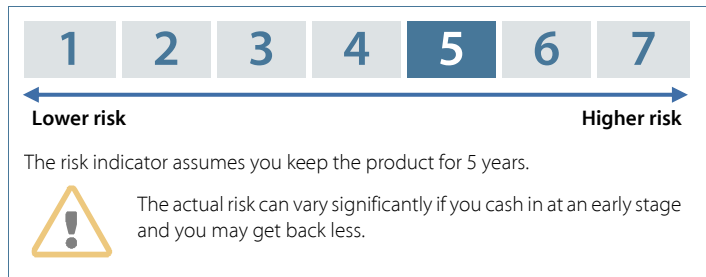 1 2 3 4 5 6 7
Lower risk Higher risk
The risk indicator assumes you keep the product for 5 years.
!
The actual risk can vary significantly if you cash in at an early stage
and you may get back less.